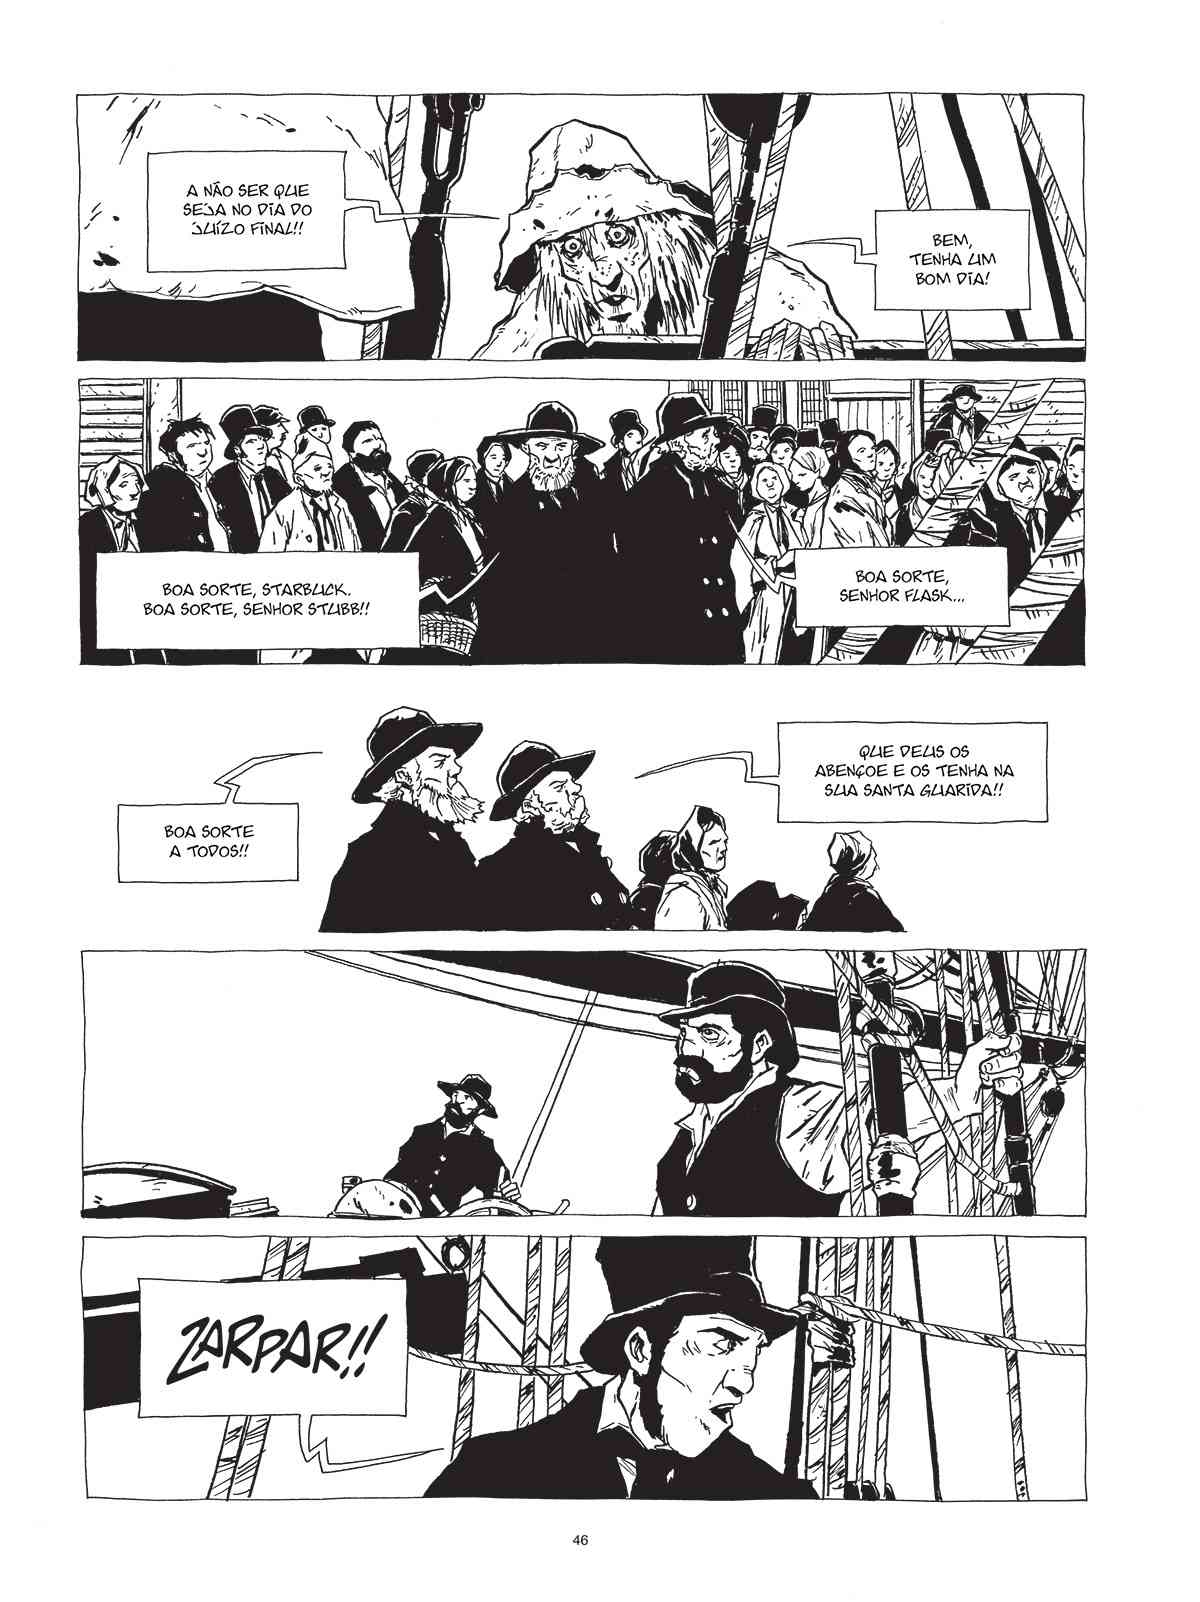 A NÃO SER QUE
SEJA NO DIA DO
JUÍZO FINAL!!
BEM,
TENHA UM
BOM DIA!
BOA SORTE, STARBUCK.
BOA SORTE, SENHOR STUBB!!
BOA SORTE,
SENHOR FLASK...
BOA SORTE
A TODOS!!
QUE DEUS OS
ABENÇOE E OS TENHA NA
SUA SANTA GUARIDA!!
ZARPAR!!
46